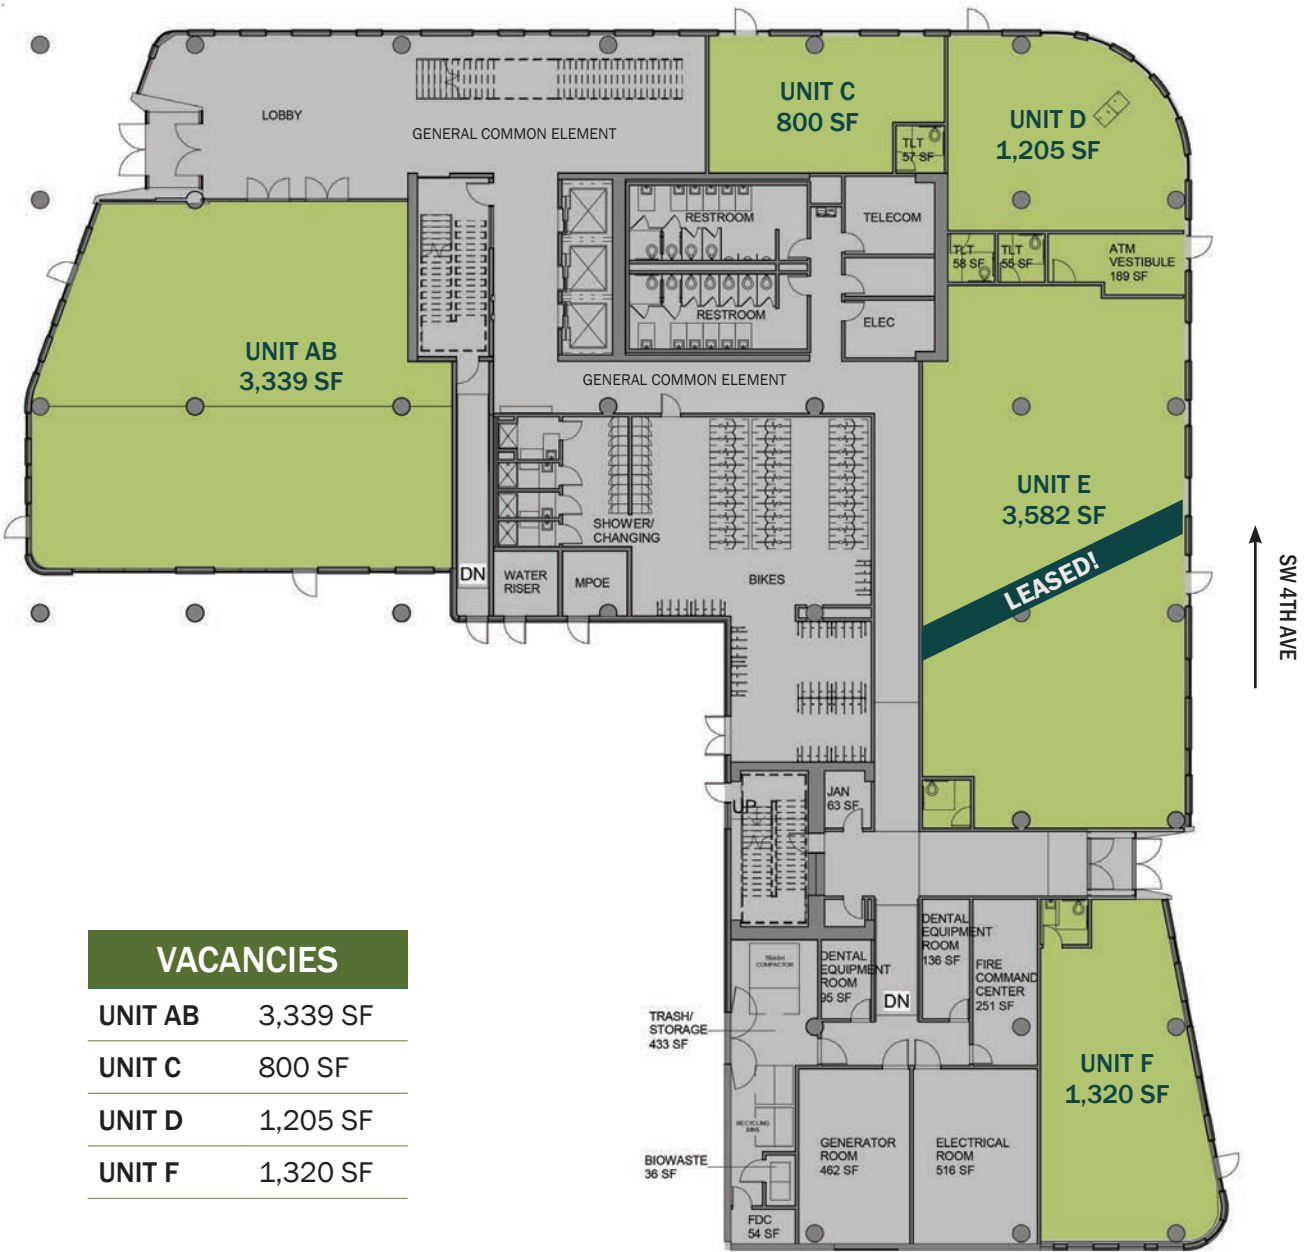 LOBBY
GENERAL COMMON ELEMENT
UNIT C
800 SF
TLT
57 SF
UNIT D
1,205 SF
RESTROOM
TELECOM
TLT
58 SF
TLT
55 SF
ATM
VESTIBULE
189 SF
RESTROOM
ELEC
UNIT AB
3,339 SF
GENERAL COMMON ELEMENT
UNIT E
3,582 SF
LEASED!
SHOWER/
CHANGING
DN
WATER
RISER
MPOE
BIKES
SW 4TH AVE
UP
JAN
63 SF
DENTAL
EQUIPMENT
ROOM
136 SF
DENTAL
EQUIPMENT
ROOM
95 SF
FIRE
COMMAND
CENTER
251 SF
DN
TRASH
COMPACTOR
TRASH/
STORAGE
433 SF
UNIT F
1,320 SF
RECYCLING
BINS
GENERATOR
ROOM
462 SF
ELECTRICAL
ROOM
516 SF
BIOWASTE
36 SF
FDC
54 SF
VACANCIES
UNIT AB 3,339 SF
UNIT C 800 SF
UNIT D 1,205 SF
UNIT F 1,320 SF